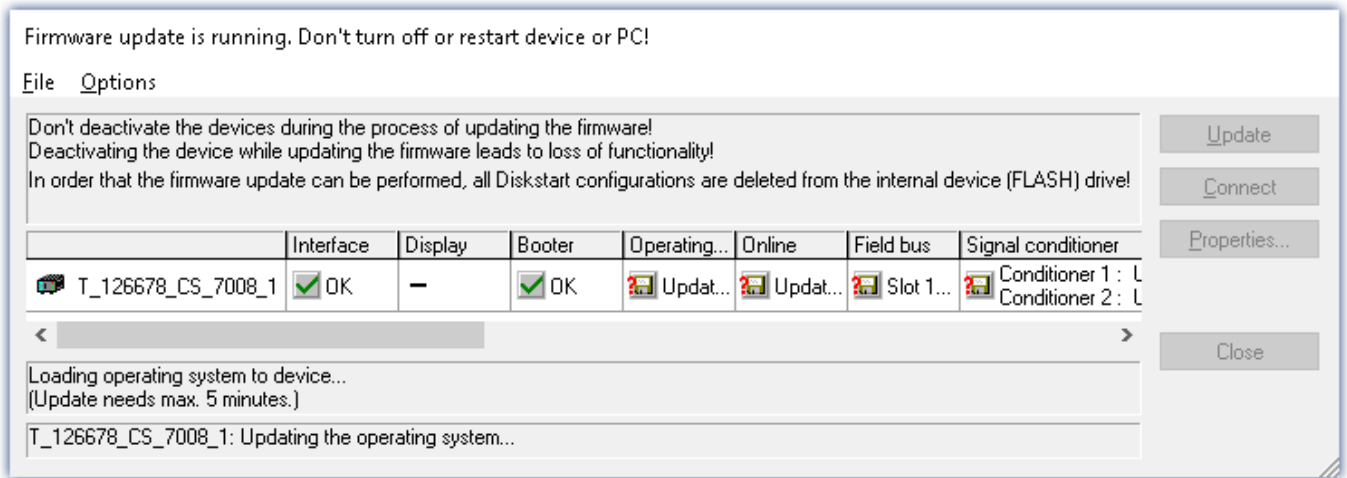 Firmware update is running. Don't turn off or restart device or PC!
File Options
Don't deactivate the devices during the process of updating the firmware!
Deactivating the device while updating the firmware leads to loss of functionality!
In order that the firmware update can be performed, all Diskstart configurations are deleted from the internal device (FLASH) drive!
Update
Connect
Properties...
Interface Display Booter Operating... Online Field bus Signal conditioner
T_126678_CS_7008_1 OK – OK Updat... Updat... Slot 1... Conditioner 1 : U
Conditioner 2 : U
Close
Loading operating system to device...
(Update needs max. 5 minutes.)
T_126678_CS_7008_1: Updating the operating system...